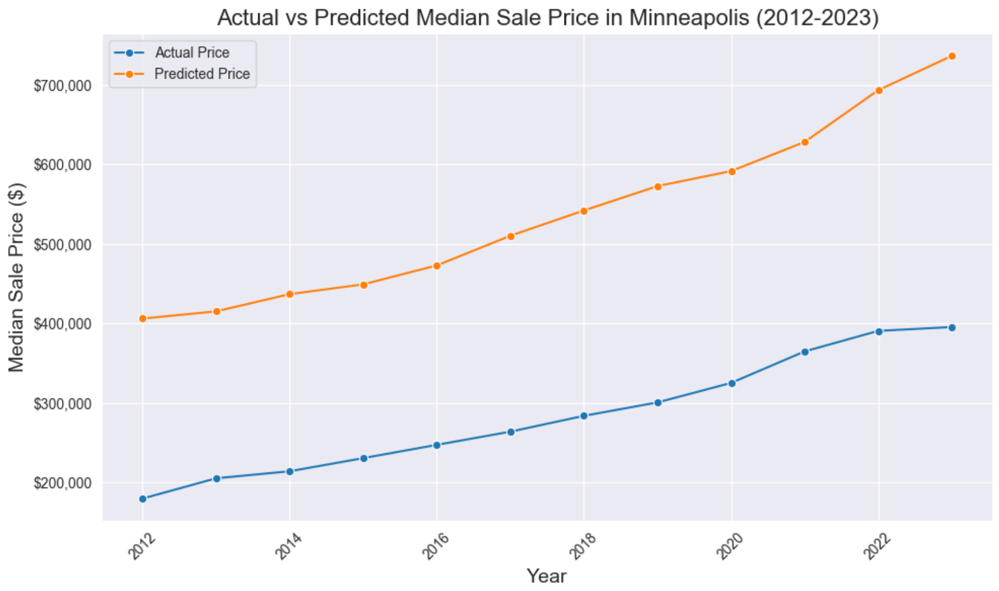 Actual vs Predicted Median Sale Price in Minneapolis (2012-2023)
Actual Price
Predicted Price
$700,000
$600,000
$500,000
$400,000
$300,000
$200,000
Median Sale Price ($)
2012
2014
2016
2018
2020
2022
Year